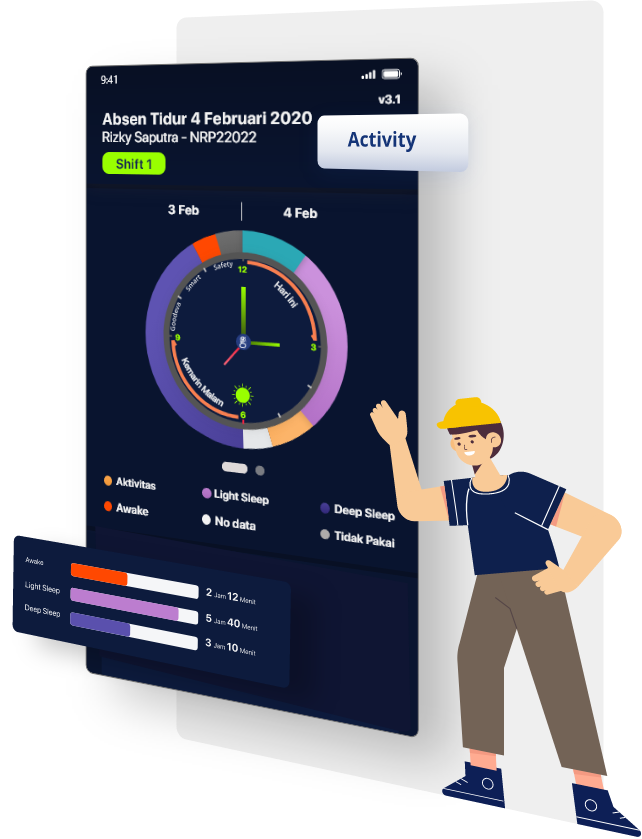 9:41
v3.1
Absen Tidur 4 Februari 2020
Rizky Saputra - NRP22022
Activity
Shift 1
3 Feb
4 Feb
Goodeva Smart Safety
12
Hari ini
9
3
Kemarin Malam
6
Aktivitas
Light Sleep
Deep Sleep
Awake
No data
Tidak Pakai
Awake
2 Jam 12 Menit
Light Sleep
5 Jam 40 Menit
Deep Sleep
3 Jam 10 Menit